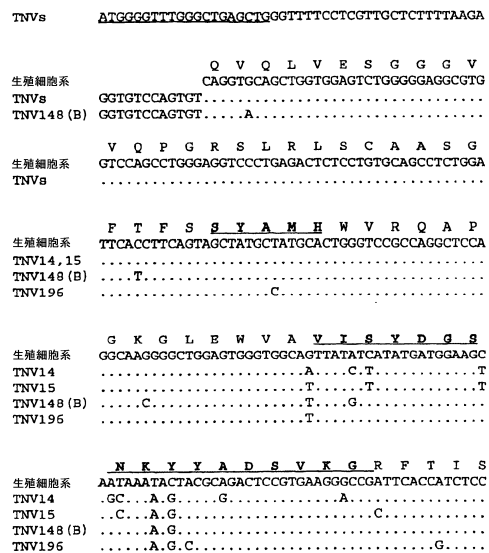 TNVs ATGGGGTTTGGGCTGAGCTGGGTTTTCCTCGTTGCTCTTTTAAGA
Q V Q L V E S G G G V
生殖細胞系 CAGGTGCAGCTGGTGGAGTCTGGGGGAGGCGTG
TNVs GGTGTCCAGTGT.................................
TNV148(B) GGTGTCCAGTGT.....A...........................
V Q P G R S L R L S C A A S G
生殖細胞系 GTCCAGCCTGGGAGGTCCCTGAGACTCTCCTGTGCAGCCTCTGGA
TNVs .............................................
F T F S S Y A M H W V R Q A P
生殖細胞系 TTCACCTTCAGTAGCTATGCTATGCACTGGGTCCGCCAGGCTCCA
TNV14,15 .............................................
TNV148(B) ....T........................................
TNV196 ....................C........................
G K G L E W V A V I S Y D G S
生殖細胞系 GGCAAGGGGCTGGAGTGGGTGGCAGTTATATCATATGATGGAAGC
TNV14 ........................A....C.T............T
TNV15 ........................T......T............T
TNV148(B) .....C..................T....G...............
TNV196 ........................T....................
N K Y Y A D S V K G R F T I S
生殖細胞系 AATAAATACTACGCAGACTCCGTGAAGGGCCGATTCACCATCTCC
TNV14 .GC...A.G.....G.............A................
TNV15 ..C...A.G.......................C............
TNV148(B) ......A.G....................................
TNV196 ......A.G.C............................G.....